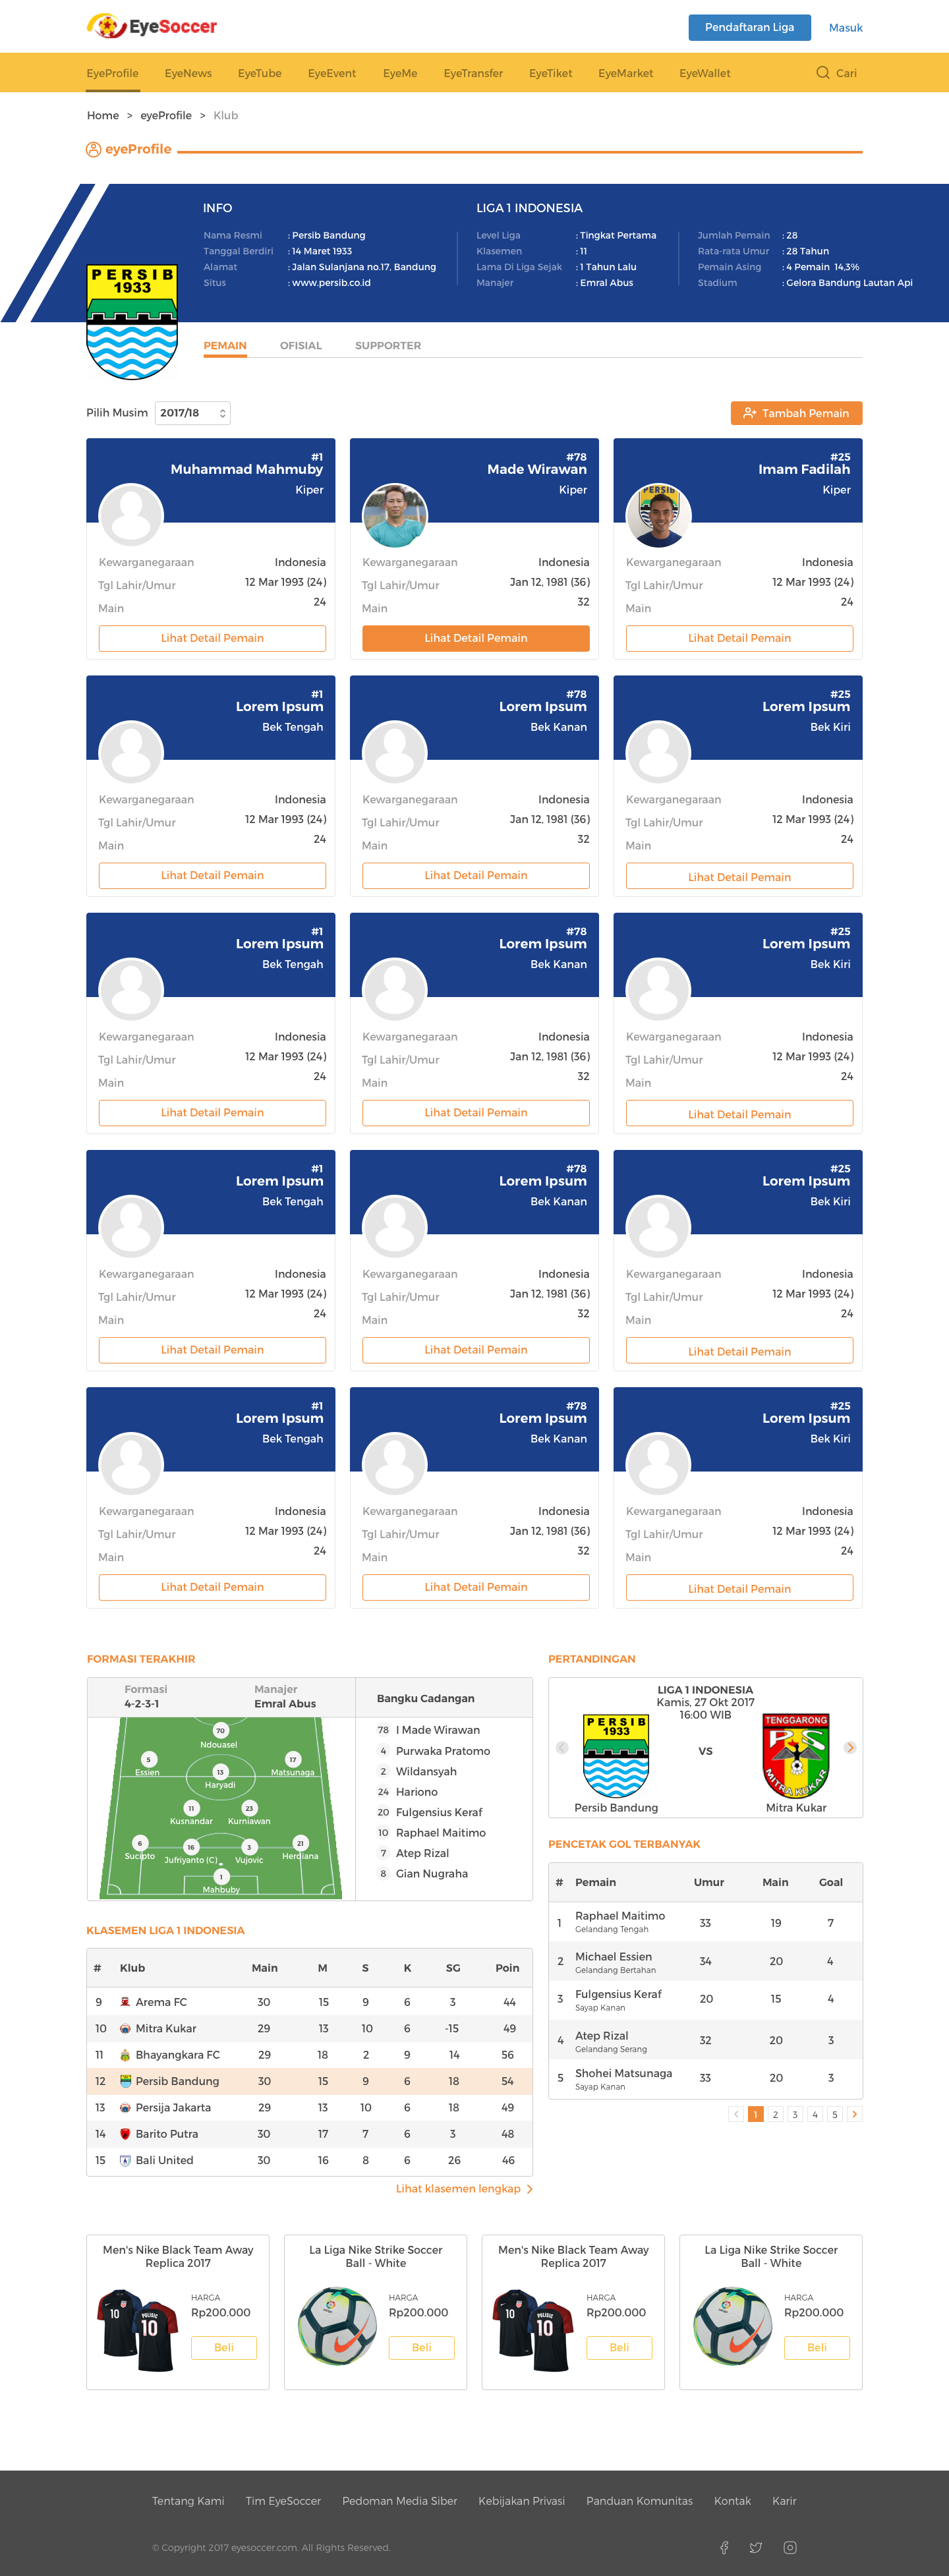 EyeSoccer
Pendaftaran Liga
Masuk
EyeProfile EyeNews EyeTube EyeEvent EyeMe EyeTransfer EyeTiket EyeMarket EyeWallet Cari
Home > eyeProfile > Klub
eyeProfile
INFO
Nama Resmi : Persib Bandung
Tanggal Berdiri : 14 Maret 1933
Alamat : Jalan Sulanjana no.17, Bandung
Situs : www.persib.co.id
LIGA 1 INDONESIA
Level Liga : Tingkat Pertama
Klasemen : 11
Lama Di Liga Sejak : 1 Tahun Lalu
Manajer : Emral Abus
Jumlah Pemain : 28
Rata-rata Umur : 28 Tahun
Pemain Asing : 4 Pemain 14,3%
Stadium : Gelora Bandung Lautan Api
PERSIB
1933
PEMAIN OFISIAL SUPPORTER
Pilih Musim 2017/18
Tambah Pemain
#1
Muhammad Mahmuby
Kiper
Kewarganegaraan Indonesia
Tgl Lahir/Umur 12 Mar 1993 (24)
Main 24
Lihat Detail Pemain
#78
Made Wirawan
Kiper
Kewarganegaraan Indonesia
Tgl Lahir/Umur Jan 12, 1981 (36)
Main 32
Lihat Detail Pemain
#25
Imam Fadilah
Kiper
PERSIB
Kewarganegaraan Indonesia
Tgl Lahir/Umur 12 Mar 1993 (24)
Main 24
Lihat Detail Pemain
#1
Lorem Ipsum
Bek Tengah
Kewarganegaraan Indonesia
Tgl Lahir/Umur 12 Mar 1993 (24)
Main 24
Lihat Detail Pemain
#78
Lorem Ipsum
Bek Kanan
Kewarganegaraan Indonesia
Tgl Lahir/Umur Jan 12, 1981 (36)
Main 32
Lihat Detail Pemain
#25
Lorem Ipsum
Bek Kiri
Kewarganegaraan Indonesia
Tgl Lahir/Umur 12 Mar 1993 (24)
Main 24
Lihat Detail Pemain
#1
Lorem Ipsum
Bek Tengah
Kewarganegaraan Indonesia
Tgl Lahir/Umur 12 Mar 1993 (24)
Main 24
Lihat Detail Pemain
#78
Lorem Ipsum
Bek Kanan
Kewarganegaraan Indonesia
Tgl Lahir/Umur Jan 12, 1981 (36)
Main 32
Lihat Detail Pemain
#25
Lorem Ipsum
Bek Kiri
Kewarganegaraan Indonesia
Tgl Lahir/Umur 12 Mar 1993 (24)
Main 24
Lihat Detail Pemain
#1
Lorem Ipsum
Bek Tengah
Kewarganegaraan Indonesia
Tgl Lahir/Umur 12 Mar 1993 (24)
Main 24
Lihat Detail Pemain
#78
Lorem Ipsum
Bek Kanan
Kewarganegaraan Indonesia
Tgl Lahir/Umur Jan 12, 1981 (36)
Main 32
Lihat Detail Pemain
#25
Lorem Ipsum
Bek Kiri
Kewarganegaraan Indonesia
Tgl Lahir/Umur 12 Mar 1993 (24)
Main 24
Lihat Detail Pemain
#1
Lorem Ipsum
Bek Tengah
Kewarganegaraan Indonesia
Tgl Lahir/Umur 12 Mar 1993 (24)
Main 24
Lihat Detail Pemain
#78
Lorem Ipsum
Bek Kanan
Kewarganegaraan Indonesia
Tgl Lahir/Umur Jan 12, 1981 (36)
Main 32
Lihat Detail Pemain
#25
Lorem Ipsum
Bek Kiri
Kewarganegaraan Indonesia
Tgl Lahir/Umur 12 Mar 1993 (24)
Main 24
Lihat Detail Pemain
FORMASI TERAKHIR
Formasi Manajer
4-2-3-1 Emral Abus
70
Ndouasel
5 17
Essien Matsunaga
13
Haryadi
11 23
Kusnandar Kurniawan
6 16 3 21
Sucipto Jufriyanto (C) Vujovic Herdiana
1
Mahbuby
Bangku Cadangan
78 I Made Wirawan
4 Purwaka Pratomo
2 Wildansyah
24 Hariono
20 Fulgensius Keraf
10 Raphael Maitimo
7 Atep Rizal
8 Gian Nugraha
PERTANDINGAN
LIGA 1 INDONESIA
Kamis, 27 Okt 2017
16:00 WIB
PERSIB
1933
VS
TENGGARONG
MITRA KUKAR
Persib Bandung Mitra Kukar
PENCETAK GOL TERBANYAK
# Pemain Umur Main Goal
1 Raphael Maitimo 33 19 7
Gelandang Tengah
2 Michael Essien 34 20 4
Gelandang Bertahan
3 Fulgensius Keraf 20 15 4
Sayap Kanan
4 Atep Rizal 32 20 3
Gelandang Serang
5 Shohei Matsunaga 33 20 3
Sayap Kanan
< 1 2 3 4 5 >
KLASEMEN LIGA 1 INDONESIA
# Klub Main M S K SG Poin
9 Arema FC 30 15 9 6 3 44
10 Mitra Kukar 29 13 10 6 -15 49
11 Bhayangkara FC 29 18 2 9 14 56
12 Persib Bandung 30 15 9 6 18 54
13 Persija Jakarta 29 13 10 6 18 49
14 Barito Putra 30 17 7 6 3 48
15 Bali United 30 16 8 6 26 46
Lihat klasemen lengkap >
Men's Nike Black Team Away
Replica 2017
10
PULISIC
10
HARGA
Rp200.000
Beli
La Liga Nike Strike Soccer
Ball - White
HARGA
Rp200.000
Beli
Men's Nike Black Team Away
Replica 2017
10
PULISIC
10
HARGA
Rp200.000
Beli
La Liga Nike Strike Soccer
Ball - White
HARGA
Rp200.000
Beli
Tentang Kami Tim EyeSoccer Pedoman Media Siber Kebijakan Privasi Panduan Komunitas Kontak Karir
© Copyright 2017 eyesoccer.com. All Rights Reserved.